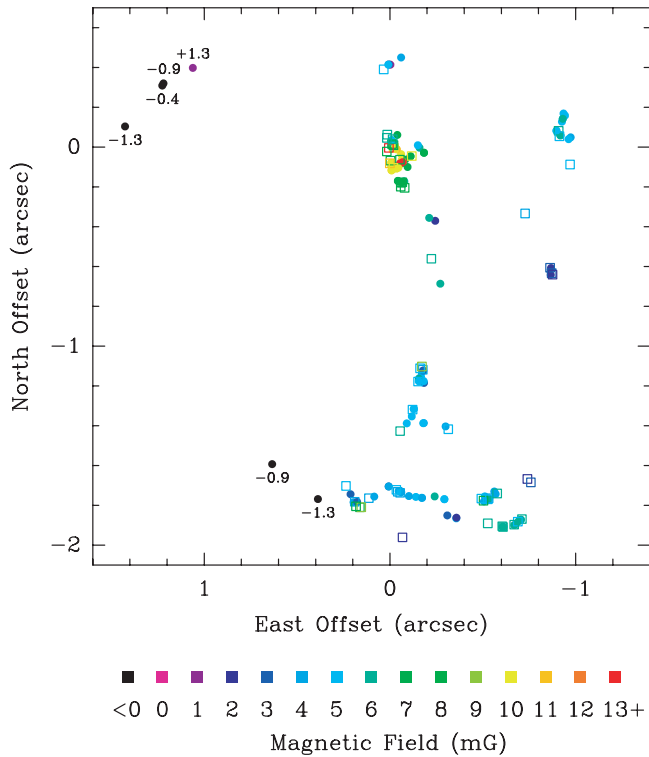 +1.3
−0.9
−0.4
−1.3
0
−1
−2
North Offset (arcsec)
−0.9
−1.3
1 0 −1
East Offset (arcsec)
<0 0 1 2 3 4 5 6 7 8 9 10 11 12 13+
Magnetic Field (mG)